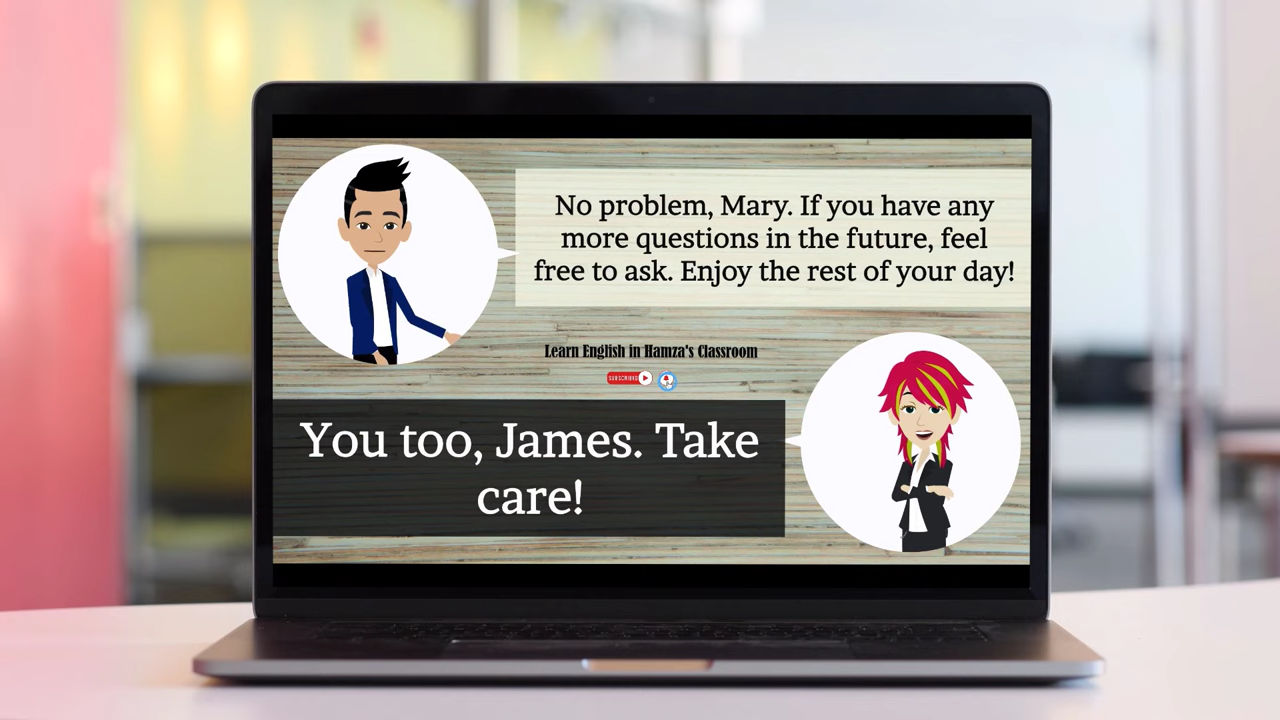 No problem, Mary. If you have any
more questions in the future, feel
free to ask. Enjoy the rest of your day!
Learn English in Hamza's Classroom
SUBSCRIBE
You too, James. Take
care!